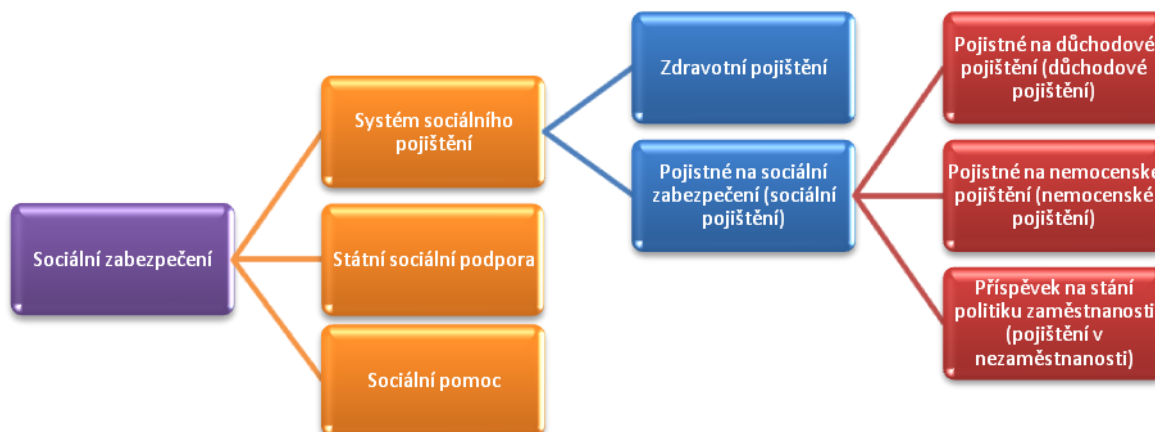 Sociální zabezpečení
Systém sociálního
pojištění
Státní sociální podpora
Sociální pomoc
Zdravotní pojištění
Pojistné na sociální
zabezpečení (sociální
pojištění)
Pojistné na důchodové
pojištění (důchodové
pojištění)
Pojistné na nemocenské
pojištění (nemocenské
pojištění)
Příspěvek na stání
politiku zaměstnanosti
(pojištění v
nezaměstnanosti)